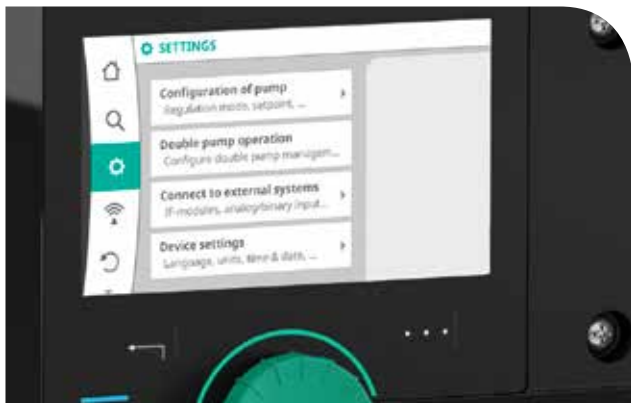 SETTINGS
Configuration of pump
Regulation mode, setpoint, ...
Double pump operation
Configure double pump managem...
Connect to external systems
IF-modules, analog/binary input...
Device settings
Language, units, time & date, ...